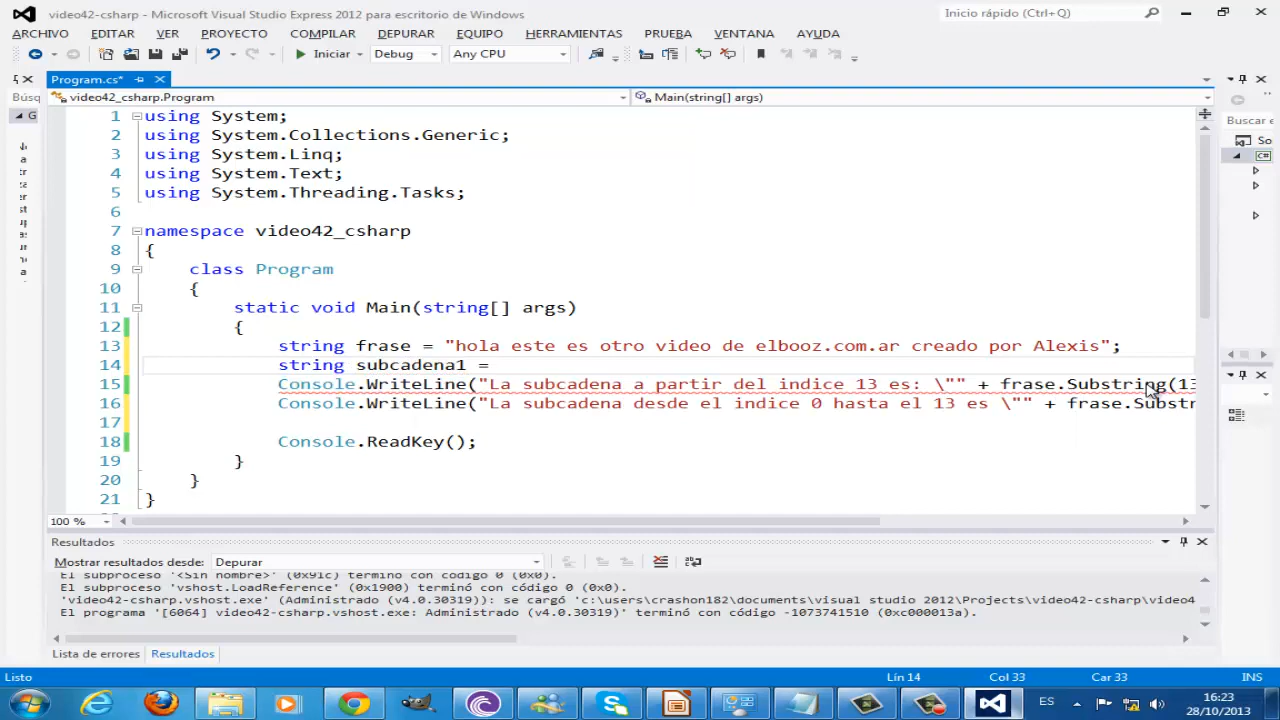 video42-csharp - Microsoft Visual Studio Express 2012 para escritorio de Windows
Inicio rápido (Ctrl+Q)
ARCHIVO EDITAR VER PROYECTO COMPILAR DEPURAR EQUIPO HERRAMIENTAS PRUEBA VENTANA AYUDA
Iniciar Debug Any CPU
Program.cs*
Búsq
video42_csharp.Program Main(string[] args)
G
Buscar e
So
C#
1 using System;
2 using System.Collections.Generic;
3 using System.Linq;
4 using System.Text;
5 using System.Threading.Tasks;
6
7 namespace video42_csharp
8 {
9 class Program
10 {
11 static void Main(string[] args)
12 {
13 string frase = "hola este es otro video de elbooz.com.ar creado por Alexis";
14 string subcadena1 =
15 Console.WriteLine("La subcadena a partir del indice 13 es: \"" + frase.Substring(13
16 Console.WriteLine("La subcadena desde el indice 0 hasta el 13 es \"" + frase.Substr
17
18 Console.ReadKey();
19 }
20 }
21 }
100 %
Resultados
Mostrar resultados desde: Depurar
El subproceso '<Sin nombre>' (0x91c) terminó con código 0 (0x0).
El subproceso 'vshost.LoadReference' (0x1900) terminó con código 0 (0x0).
'video42-csharp.vshost.exe' (Administrado (v4.0.30319)): se cargó 'c:\users\crashon182\documents\visual studio 2012\Projects\video42-csharp\video4
El programa '[6064] video42-csharp.vshost.exe: Administrado (v4.0.30319)' terminó con código -1073741510 (0xc000013a).
Lista de errores Resultados
Listo Lín 14 Col 33 Car 33 INS
ES 16:23
28/10/2013